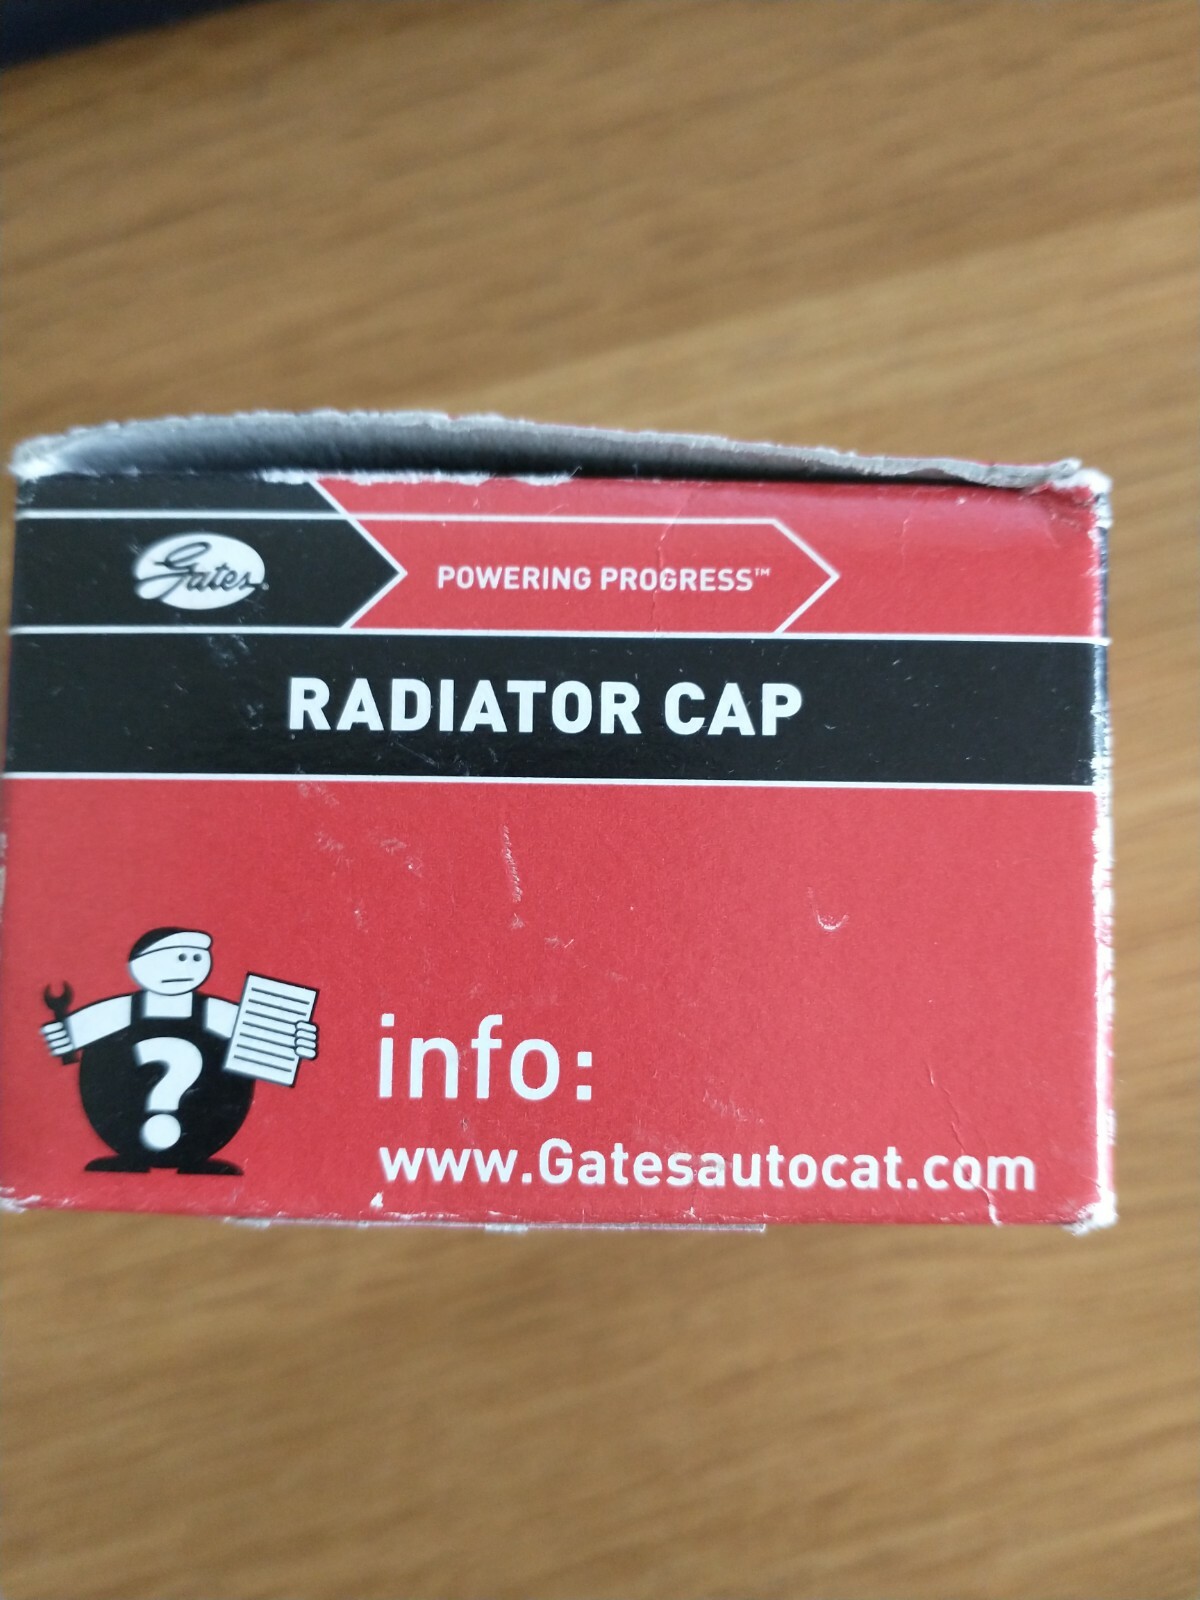 Gates
POWERING PROGRESS™
RADIATOR CAP
?
info:
www.Gatesautocat.com